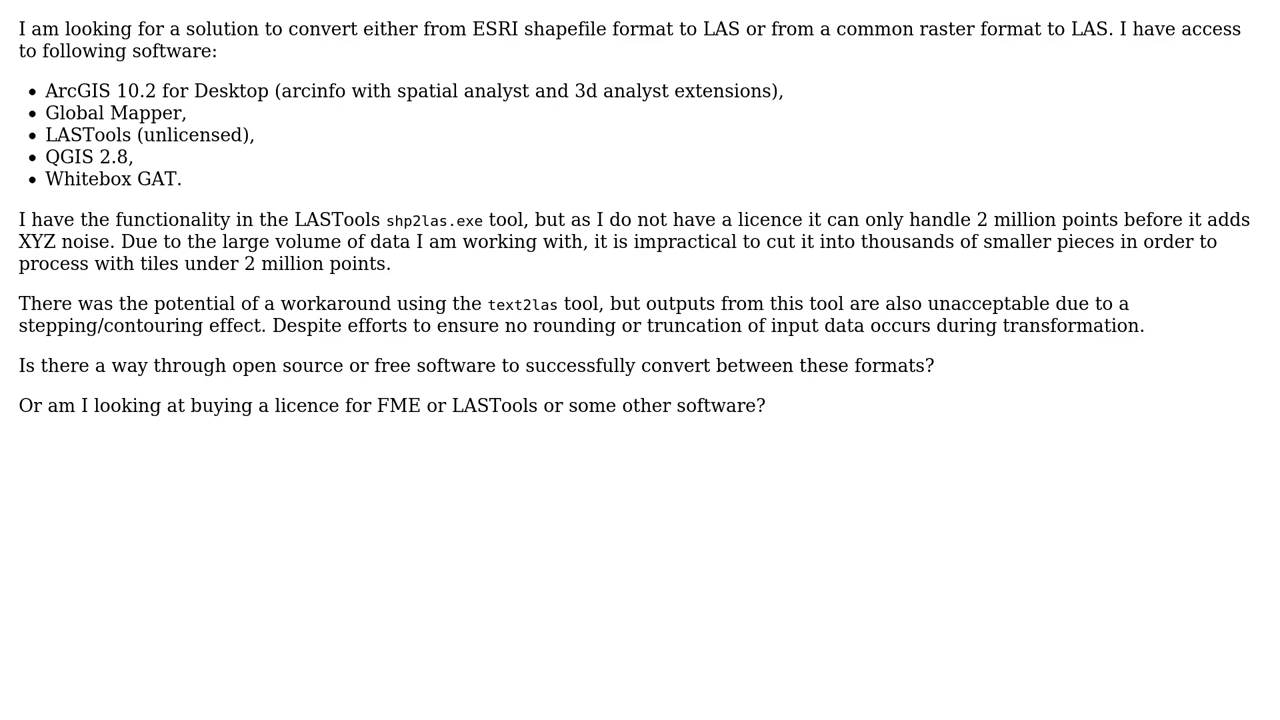 I am looking for a solution to convert either from ESRI shapefile format to LAS or from a common raster format to LAS. I have access
to following software:
• ArcGIS 10.2 for Desktop (arcinfo with spatial analyst and 3d analyst extensions),
• Global Mapper,
• LASTools (unlicensed),
• QGIS 2.8,
• Whitebox GAT.
I have the functionality in the LASTools shp2las.exe tool, but as I do not have a licence it can only handle 2 million points before it adds
XYZ noise. Due to the large volume of data I am working with, it is impractical to cut it into thousands of smaller pieces in order to
process with tiles under 2 million points.
There was the potential of a workaround using the text2las tool, but outputs from this tool are also unacceptable due to a
stepping/contouring effect. Despite efforts to ensure no rounding or truncation of input data occurs during transformation.
Is there a way through open source or free software to successfully convert between these formats?
Or am I looking at buying a licence for FME or LASTools or some other software?